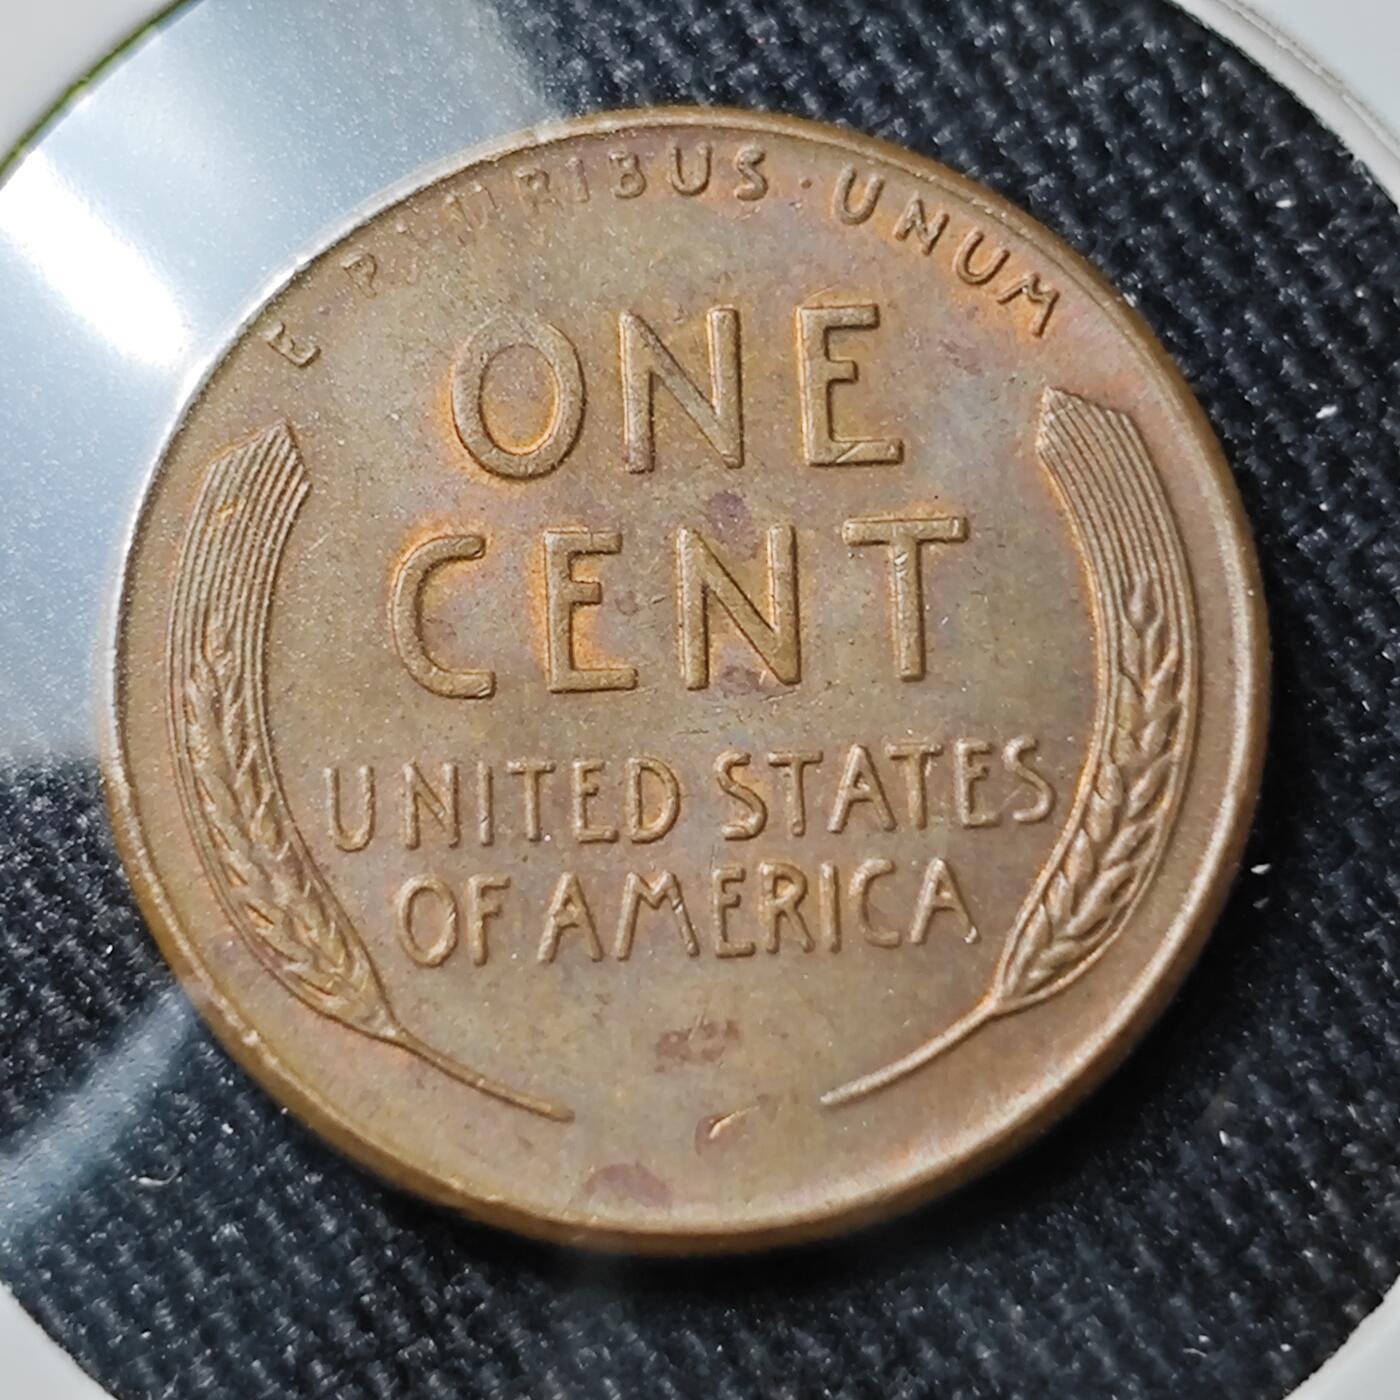 E PLURIBUS · UNUM
ONE
CENT
UNITED STATES
OF AMERICA